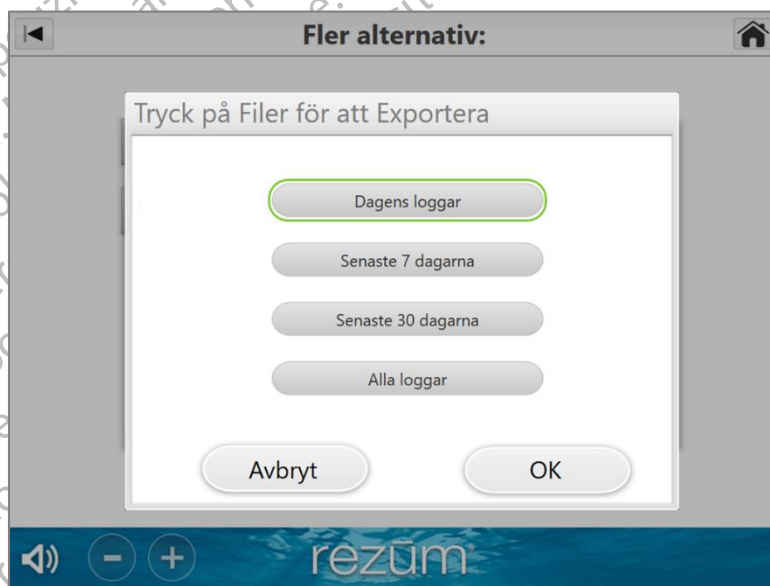 Fler alternativ:
Tryck på Filer för att Exportera
Dagens loggar
Senaste 7 dagarna
Senaste 30 dagarna
Alla loggar
Avbryt
OK
rezūm